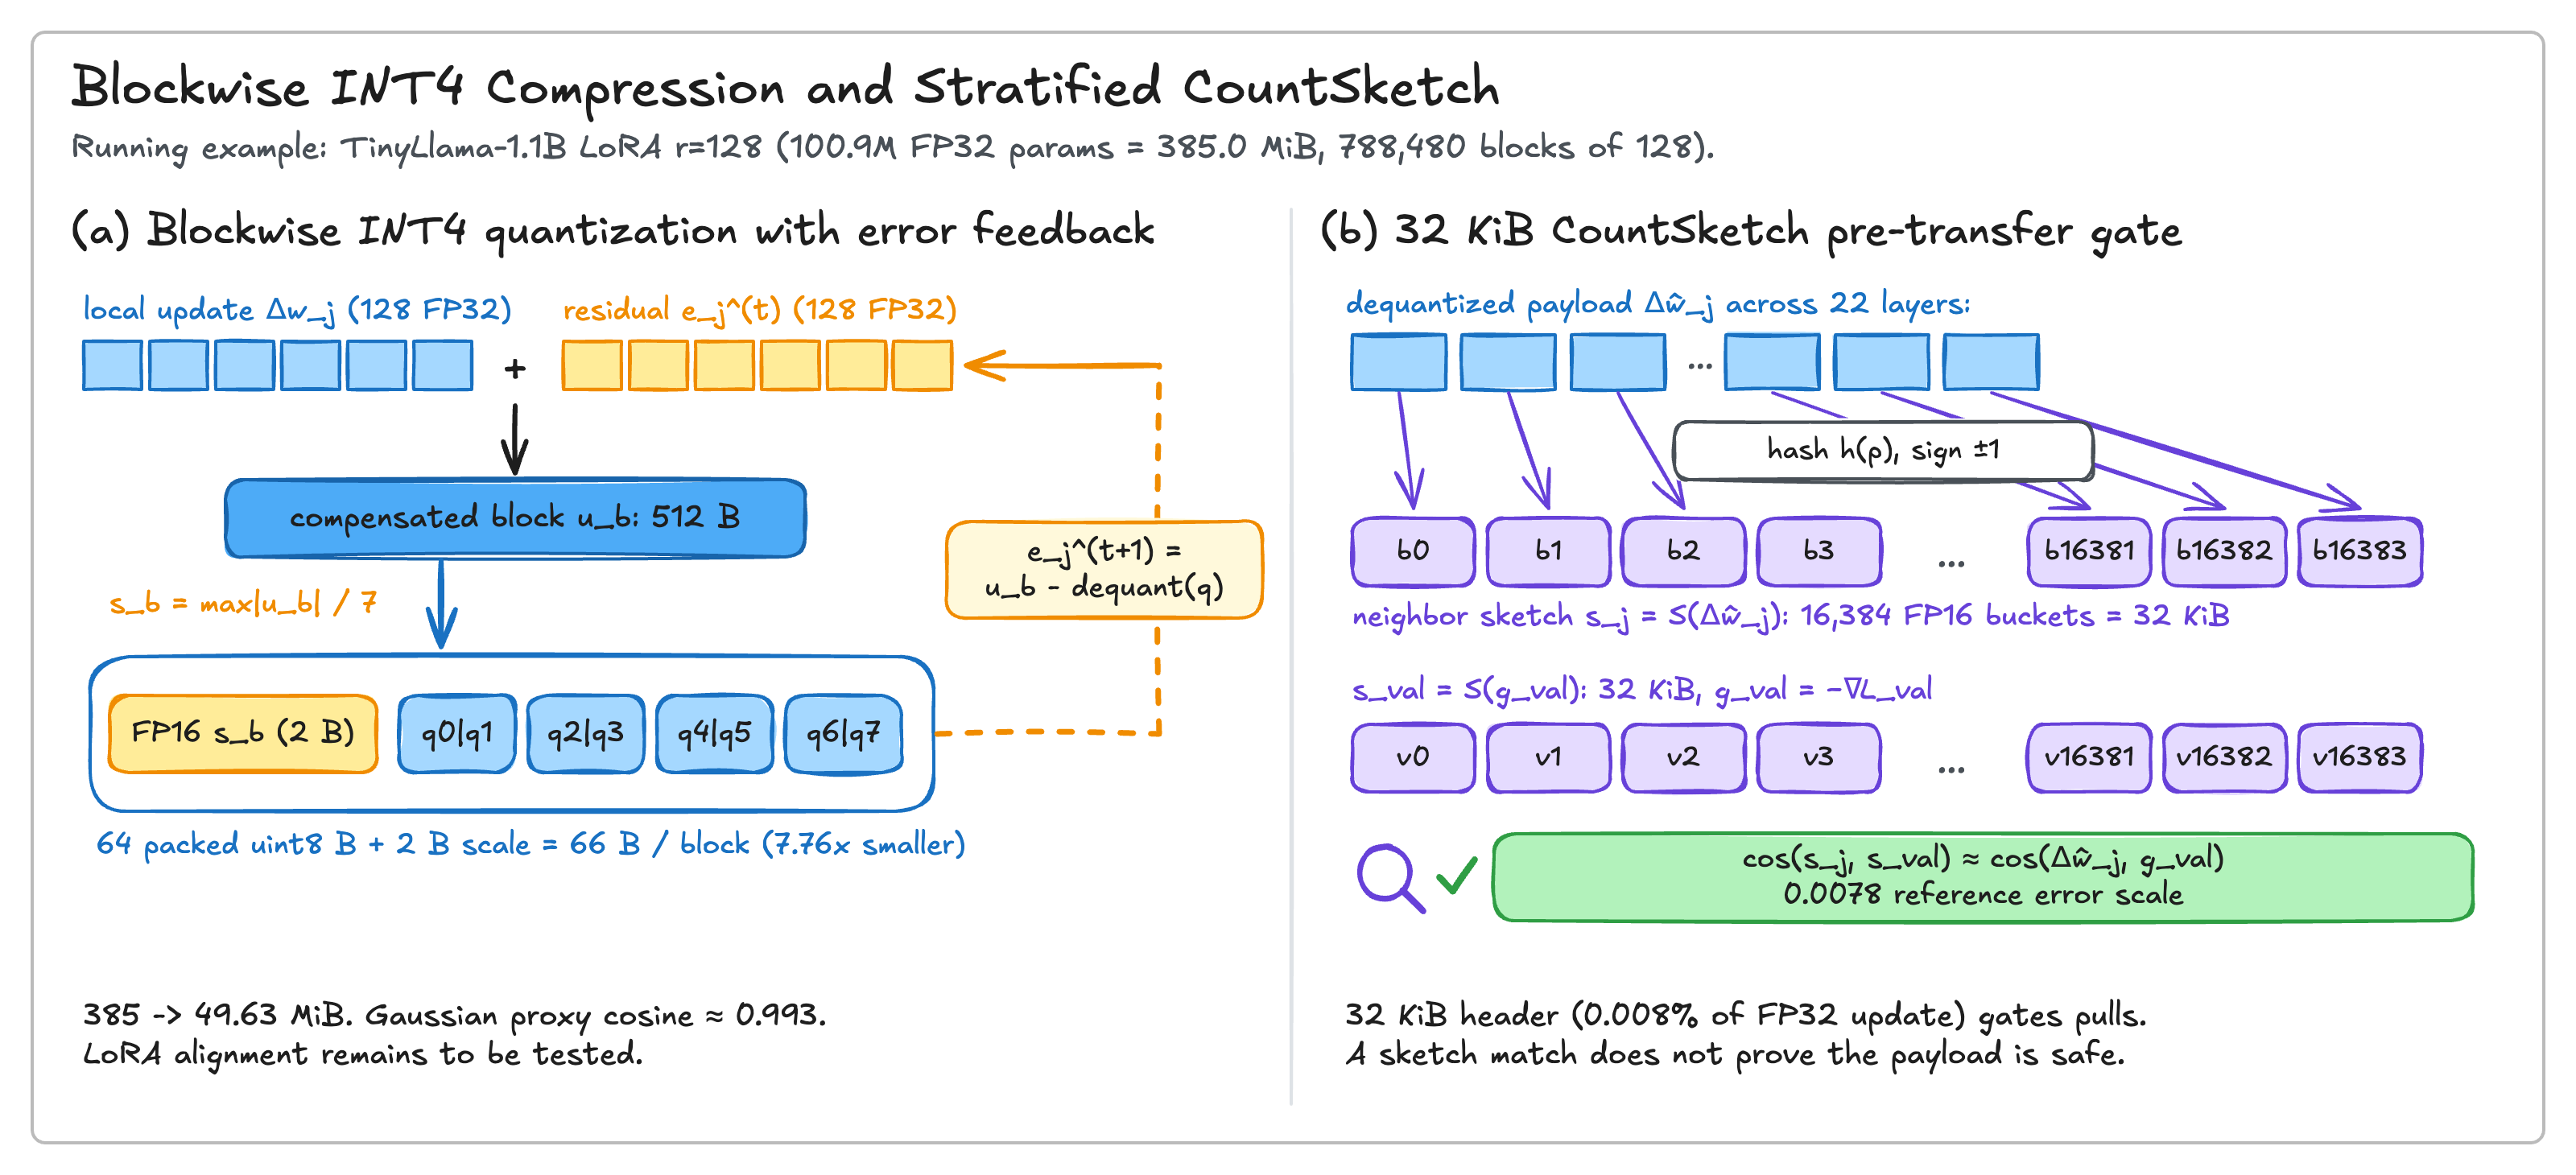 Blockwise INT4 Compression and Stratified CountSketch
Running example: TinyLlama-1.1B LoRA r=128 (100.9M FP32 params = 385.0 MiB, 788,480 blocks of 128).
(a) Blockwise INT4 quantization with error feedback
local update Δw_j (128 FP32)
residual e_j^(t) (128 FP32)
+
compensated block u_b: 512 B
s_b = max|u_b| / 7
e_j^(t+1) =
u_b - dequant(q)
FP16 s_b (2 B)
q0|q1
q2|q3
q4|q5
q6|q7
64 packed uint8 B + 2 B scale = 66 B / block (7.76x smaller)
385 -> 49.63 MiB. Gaussian proxy cosine ≈ 0.993.
LoRA alignment remains to be tested.
(b) 32 KiB CountSketch pre-transfer gate
dequantized payload Δŵ_j across 22 layers:
...
hash h(p), sign ±1
b0
b1
b2
b3
...
b16381
b16382
b16383
neighbor sketch s_j = S(Δŵ_j): 16,384 FP16 buckets = 32 KiB
s_val = S(g_val): 32 KiB, g_val = -∇L_val
v0
v1
v2
v3
...
v16381
v16382
v16383
cos(s_j, s_val) ≈ cos(Δŵ_j, g_val)
0.0078 reference error scale
32 KiB header (0.008% of FP32 update) gates pulls.
A sketch match does not prove the payload is safe.